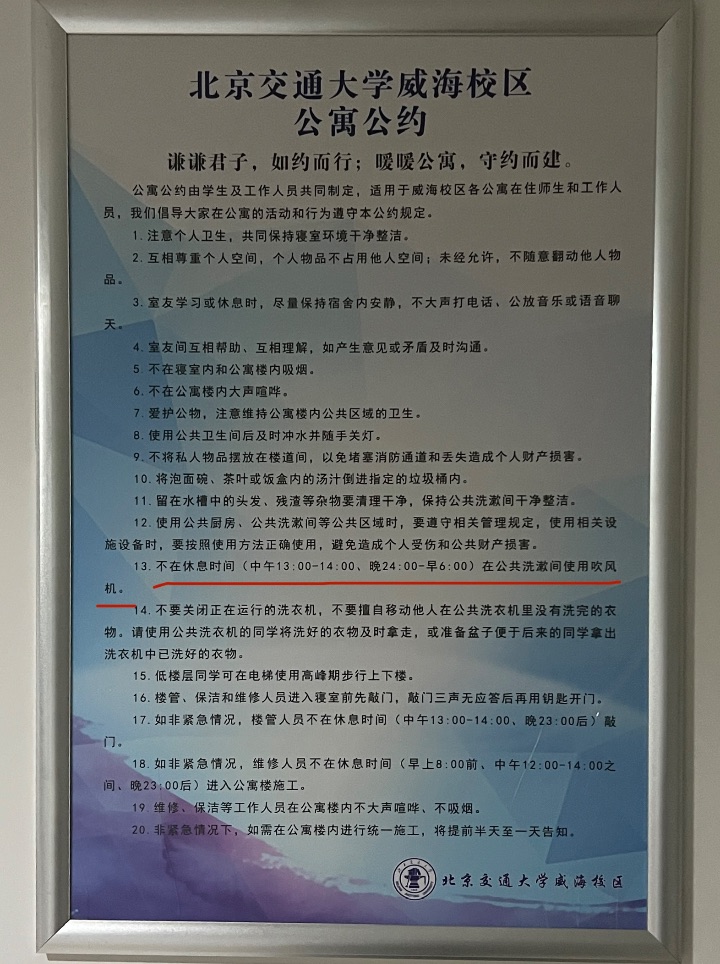 北京交通大学威海校区
公寓公约
谦谦君子，如约而行；暖暖公寓，守约而建。
公寓公约由学生及工作人员共同制定，适用于威海校区各公寓在住师生和工作人
员，我们倡导大家在公寓的活动和行为遵守本公约规定。
1.注意个人卫生，共同保持寝室环境干净整洁。
2.互相尊重个人空间，个人物品不占用他人空间；未经允许，不随意翻动他人物
品。
3.室友学习或休息时，尽量保持宿舍内安静，不大声打电话、公放音乐或语音聊
天。
4.室友间互相帮助、互相理解，如产生意见或矛盾及时沟通。
5.不在寝室内和公寓楼内吸烟。
6.不在公寓楼内大声喧哗。
7.爱护公物，注意维持公寓楼内公共区域的卫生。
8.使用公共卫生间后及时冲水并随手关灯。
9.不将私人物品摆放在楼道间，以免堵塞消防通道和丢失造成个人财产损害。
10.将泡面碗、茶叶或饭盒内的汤汁倒进指定的垃圾桶内。
11.留在水槽中的头发、残渣等杂物要清理干净，保持公共洗漱间干净整洁。
12.使用公共厨房、公共洗漱间等公共区域时，要遵守相关管理规定，使用相关设
施设备时，要按照使用方法正确使用，避免造成个人受伤和公共财产损害。
13.不在休息时间（中午13:00-14:00、晚24:00-早6:00）在公共洗漱间使用吹风
机。
14.不要关闭正在运行的洗衣机，不要擅自移动他人在公共洗衣机里没有洗完的衣
物。请使用公共洗衣机的同学将洗好的衣物及时拿走，或准备盆子便于后来的同学拿出
洗衣机中已洗好的衣物。
15.低楼层同学可在电梯使用高峰期步行上下楼。
16.楼管、保洁和维修人员进入寝室前先敲门，敲门三声无应答后再用钥匙开门。
17.如非紧急情况，楼管人员不在休息时间（中午13:00-14:00、晚23:00后）敲
门。
18.如非紧急情况，维修人员不在休息时间（早上8:00前、中午12:00-14:00之
间、晚23:00后）进入公寓楼施工。
19.维修、保洁等工作人员在公寓楼内不大声喧哗、不吸烟。
20.非紧急情况下，如需在公寓楼内进行统一施工，将提前半天至一天告知。
北京交通大学威海校区